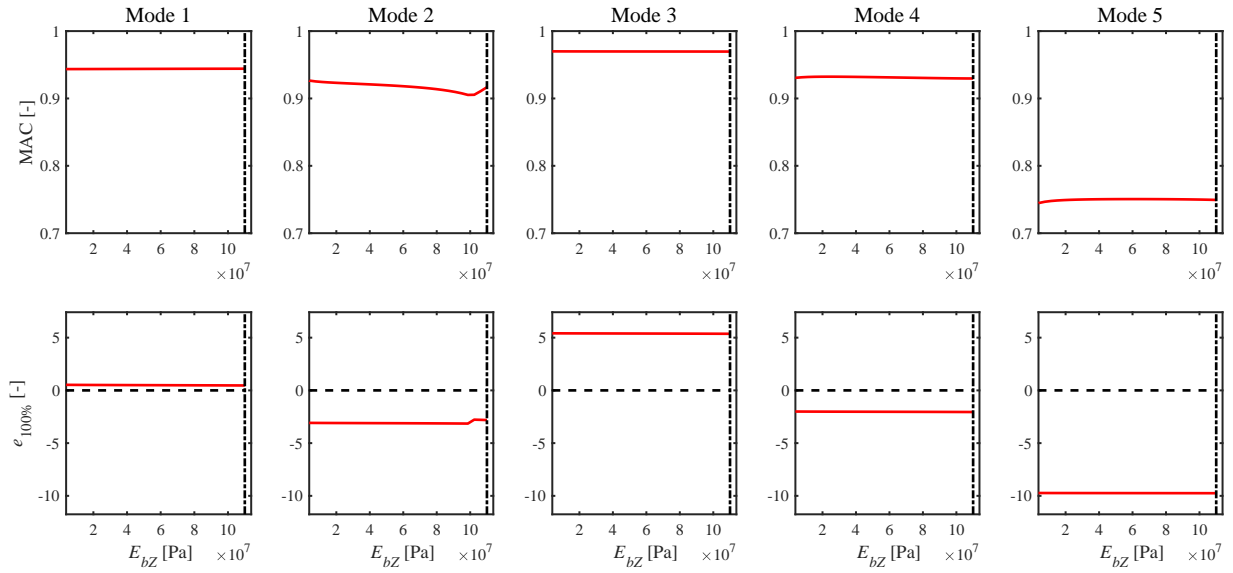 Mode 1 Mode 2 Mode 3 Mode 4 Mode 5
1 1 1 1 1
0.9 0.9 0.9 0.9 0.9
MAC [-]
0.8 0.8 0.8 0.8 0.8
0.7 0.7 0.7 0.7 0.7
2 4 6 8 10 2 4 6 8 10 2 4 6 8 10 2 4 6 8 10 2 4 6 8 10
×10^7 ×10^7 ×10^7 ×10^7 ×10^7
5 5 5 5 5
0 0 0 0 0
e_100% [-]
-5 -5 -5 -5 -5
-10 -10 -10 -10 -10
2 4 6 8 10 2 4 6 8 10 2 4 6 8 10 2 4 6 8 10 2 4 6 8 10
E_bZ [Pa] ×10^7 E_bZ [Pa] ×10^7 E_bZ [Pa] ×10^7 E_bZ [Pa] ×10^7 E_bZ [Pa] ×10^7